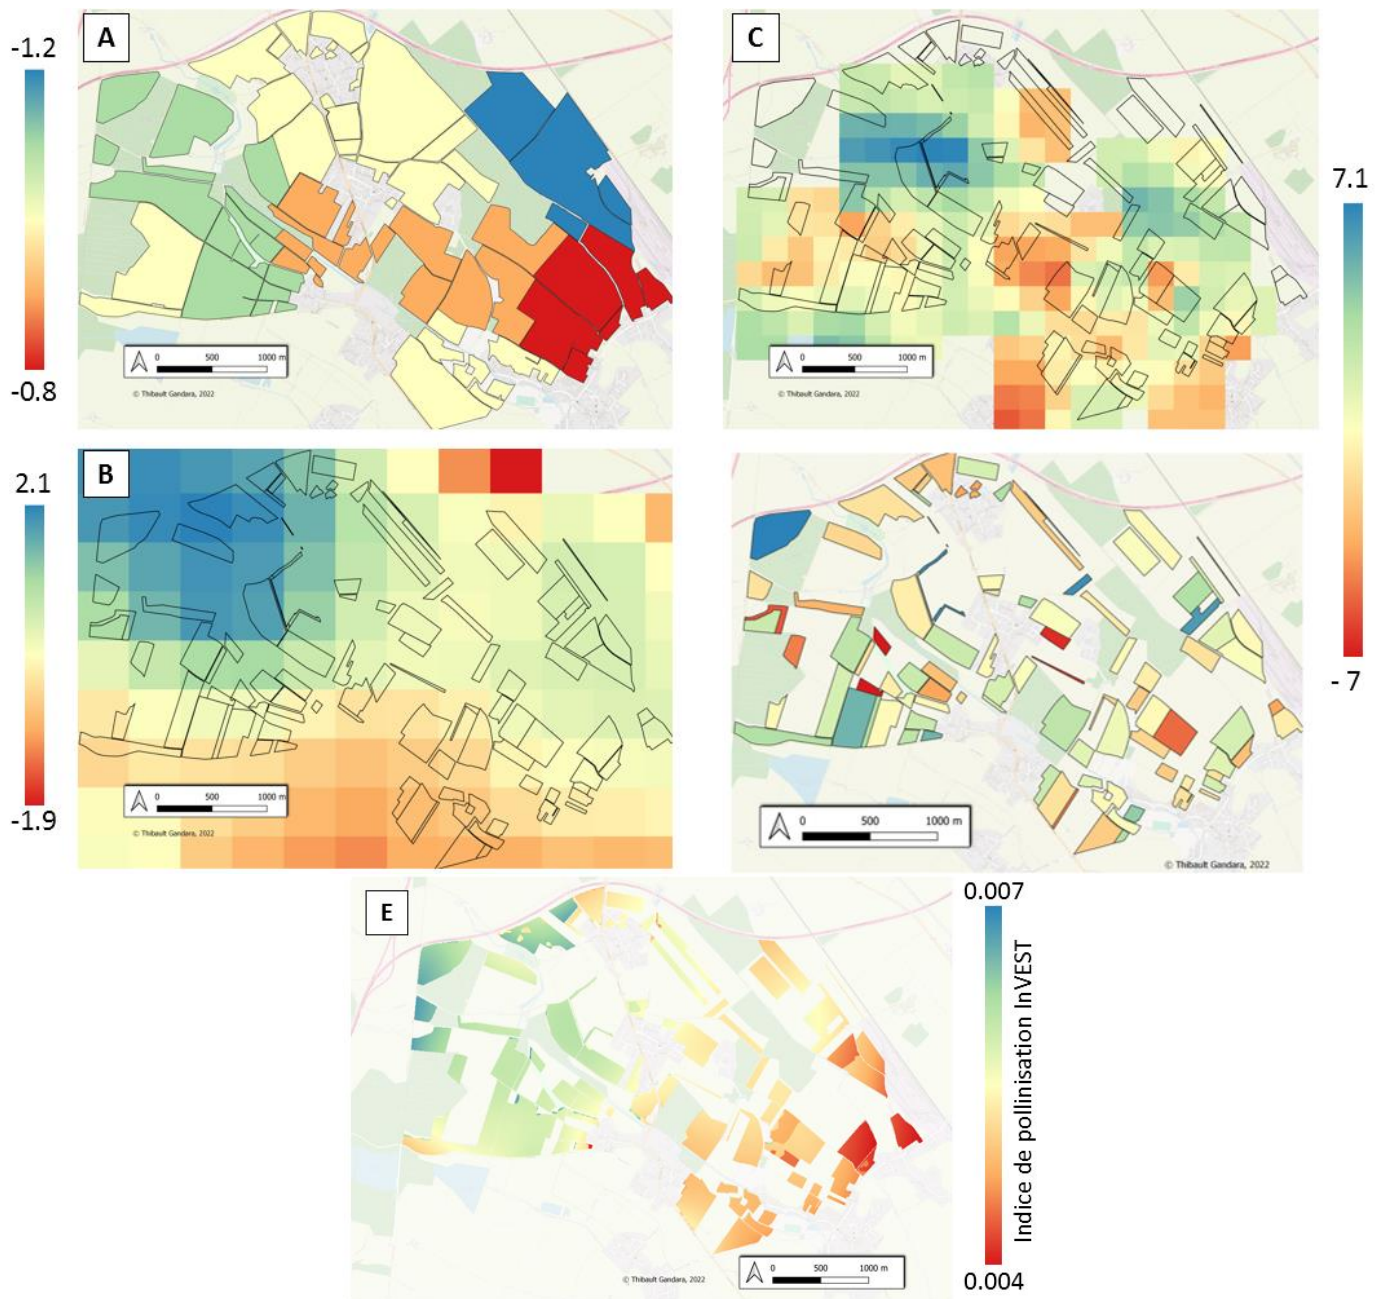 A
-1.2
-0.8
0 500 1000 m
© Thibault Gandara, 2022
C
7.1
- 7
0 500 1000 m
© Thibault Gandara, 2022
B
2.1
-1.9
0 500 1000 m
© Thibault Gandara, 2022
0 500 1000 m
© Thibault Gandara, 2022
E
0.007
Indice de pollinisation InVEST
0.004
0 500 1000 m
© Thibault Gandara, 2022